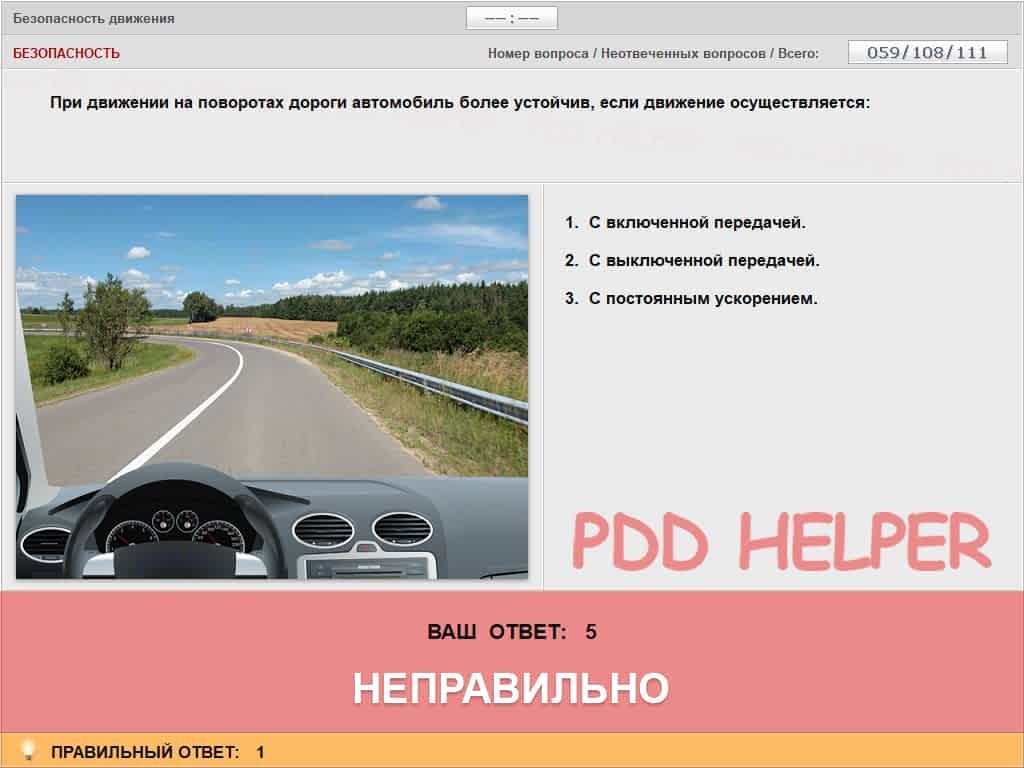 Безопасность движения
--:--
БЕЗОПАСНОСТЬ
Номер вопроса / Неотвеченных вопросов / Всего:
059/108/111
При движении на поворотах дороги автомобиль более устойчив, если движение осуществляется:
1. С включенной передачей.
2. С выключенной передачей.
3. С постоянным ускорением.
PDD HELPER
ВАШ ОТВЕТ: 5
НЕПРАВИЛЬНО
ПРАВИЛЬНЫЙ ОТВЕТ: 1